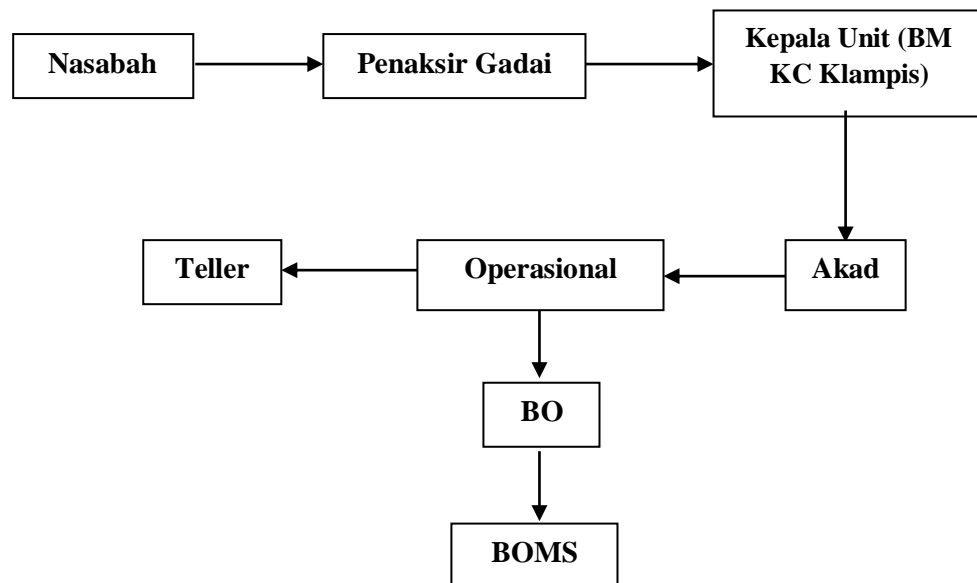 Nasabah
Penaksir Gadai
Kepala Unit (BM
KC Klampis)
Teller
Operasional
Akad
BO
BOMS